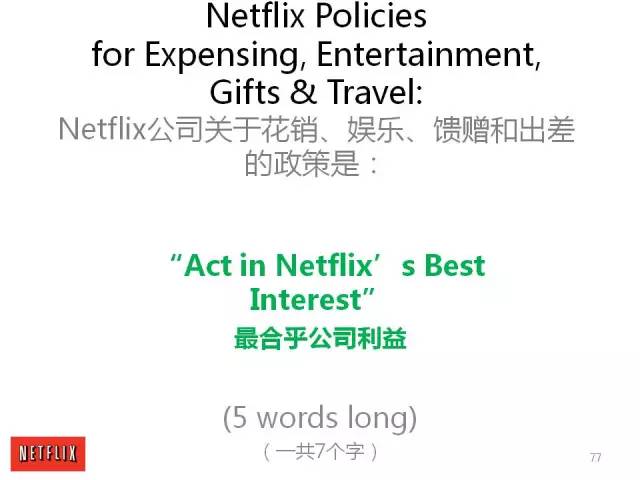 Netflix Policies
for Expensing, Entertainment,
Gifts & Travel:
Netflix公司关于花销、娱乐、馈赠和出差
的政策是：
“Act in Netflix’s Best
Interest”
最合乎公司利益
(5 words long)
（一共7个字）
NETFLIX
77